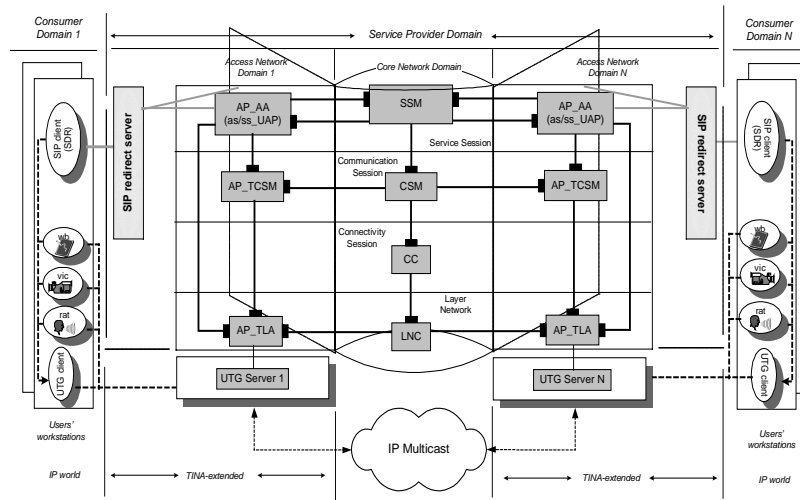 Consumer
Domain 1
Service Provider Domain
Consumer
Domain N
Access Network
Domain 1
Core Network Domain
Access Network
Domain N
SIP client
(SDR)
SIP redirect server
AP_AA
(as/ss_UAP)
SSM
AP_AA
(as/ss_UAP)
SIP redirect server
SIP client
(SDR)
Service Session
Communication
Session
AP_TCSM
CSM
AP_TCSM
Connectivity
Session
CC
wb
vic
rat
wb
vic
rat
Layer
Network
AP_TLA
LNC
AP_TLA
UTG client
UTG Server 1
UTG Server N
UTG client
Users'
workstations
IP Multicast
Users'
workstations
IP world
TINA-extended
TINA-extended
IP world